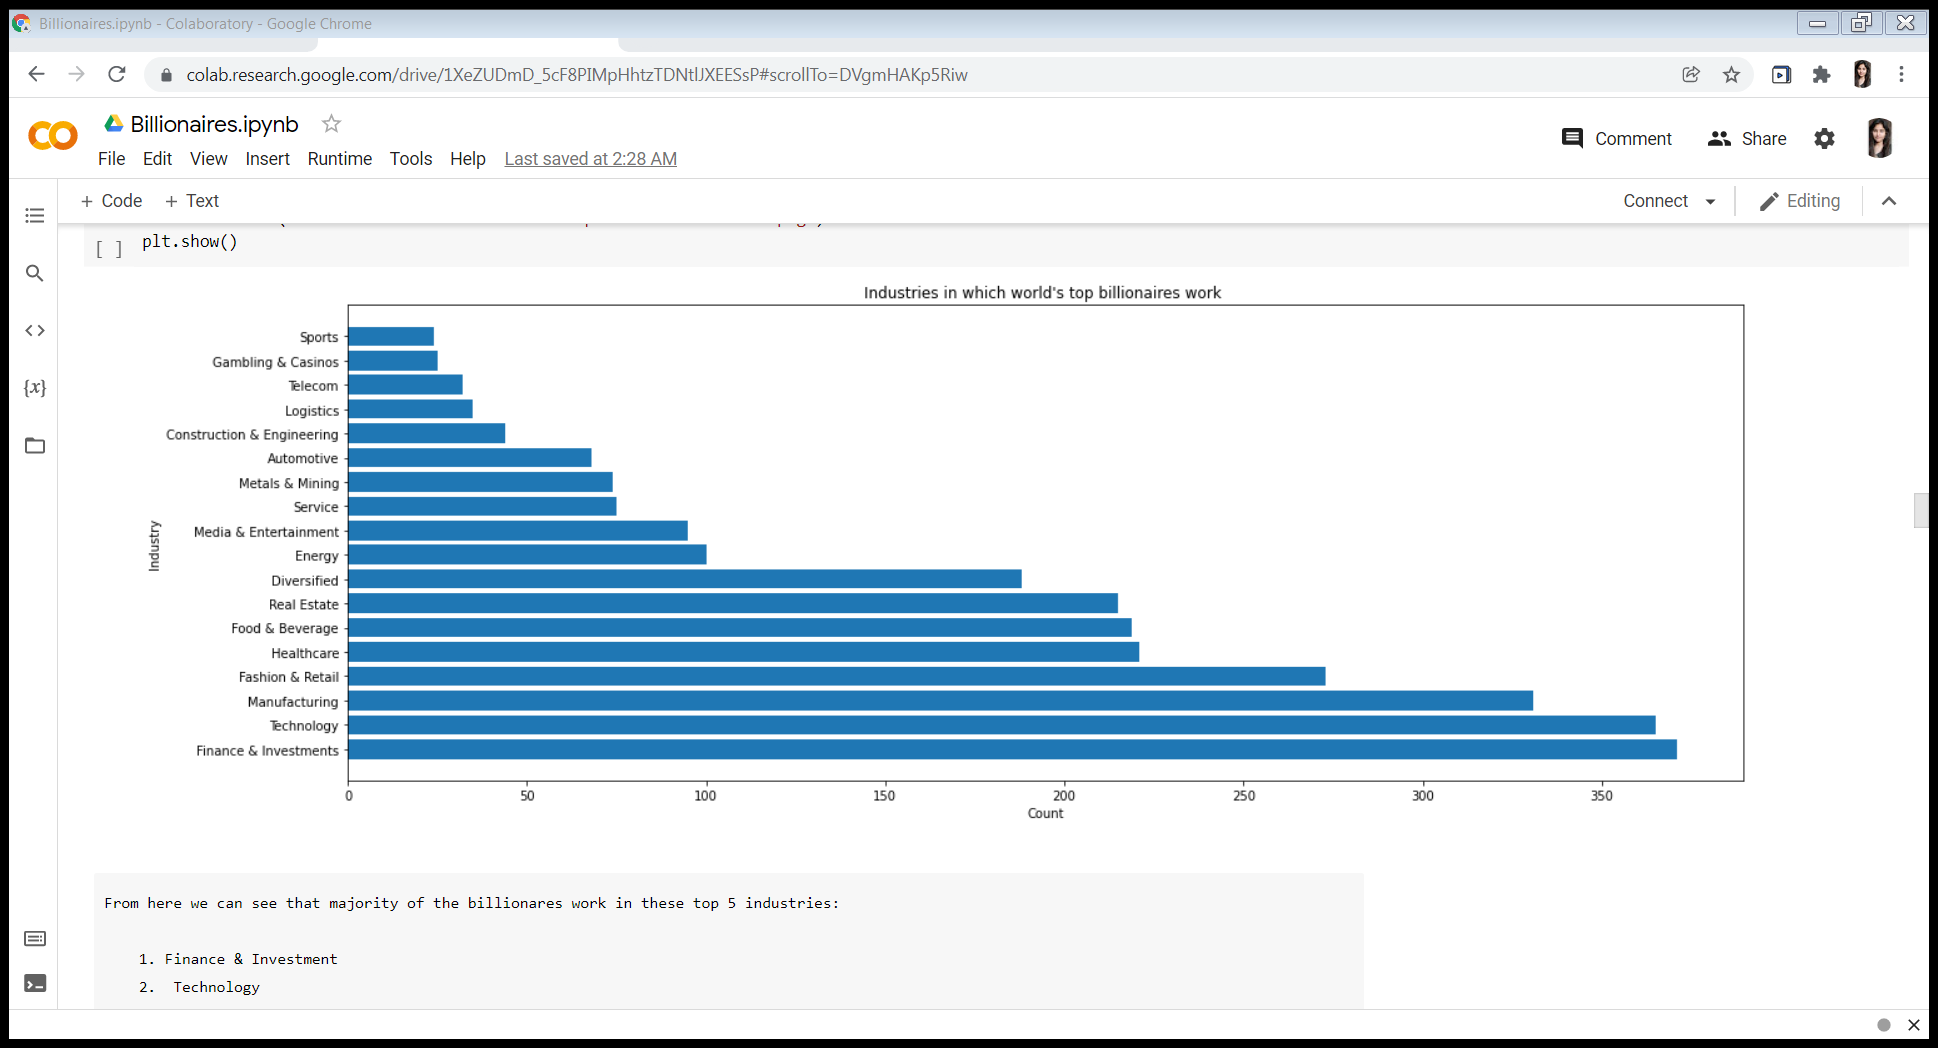 Billionaires.ipynb - Colaboratory - Google Chrome
colab.research.google.com/drive/1XeZUDmD_5cF8PIMpHhtzTDNtlJXEESsP#scrollTo=DVgmHAKp5Riw
Billionaires.ipynb
File Edit View Insert Runtime Tools Help Last saved at 2:28 AM
Comment Share
+ Code + Text
Connect Editing
[ ] plt.show()
Industries in which world's top billionaires work
Sports
Gambling & Casinos
Telecom
Logistics
Construction & Engineering
Automotive
Metals & Mining
Service
Media & Entertainment
Energy
Diversified
Real Estate
Food & Beverage
Healthcare
Fashion & Retail
Manufacturing
Technology
Finance & Investments
Industry
0 50 100 150 200 250 300 350
Count
From here we can see that majority of the billionares work in these top 5 industries:
1. Finance & Investment
2. Technology